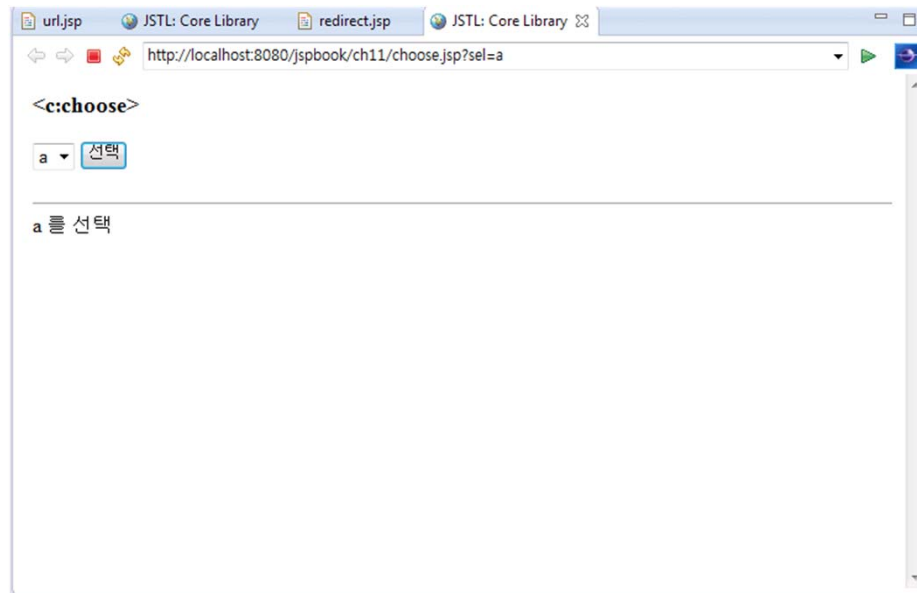 url.jsp JSTL: Core Library redirect.jsp JSTL: Core Library
http://localhost:8080/jspbook/ch11/choose.jsp?sel=a
<c:choose>
a 선택
a 를 선택